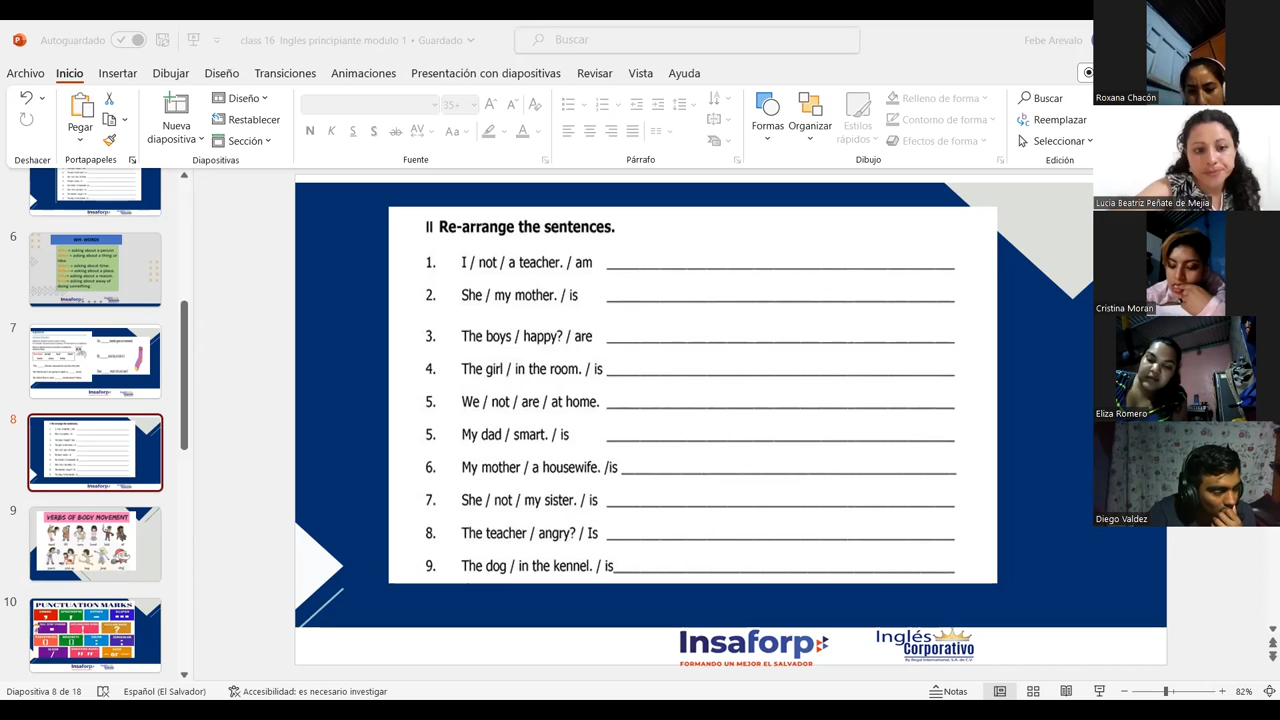 Autoguardado
class 16 Ingles principiante modulo 1 • Guardado
Buscar
Febe Arevalo
Archivo Inicio Insertar Dibujar Diseño Transiciones Animaciones Presentación con diapositivas Revisar Vista Ayuda
Pegar
Nueva diapositiva
Diseño
Restablecer
Sección
Formas
Organizar
Estilos rápidos
Relleno de forma
Contorno de forma
Efectos de forma
Buscar
Reemplazar
Seleccionar
Deshacer Portapapeles Diapositivas Fuente Párrafo Dibujo Edición
6
WH- WORDS
7
8
9
VERBS OF BODY MOVEMENT
10
PUNCTUATION MARKS
II Re-arrange the sentences.
1. I / not / a teacher. / am
2. She / my mother. / is
3. The boys / happy? / are
4. The girl / in the room. / is
5. We / not / are / at home.
5. My dad / smart. / is
6. My mother / a housewife. /is
7. She / not / my sister. / is
8. The teacher / angry? / Is
9. The dog / in the kennel. / is
Insaforp
FORMANDO UN MEJOR EL SALVADOR
Inglés
Corporativo
Roxana Chacón
Lucia Beatriz Peñate de Mejia
Cristina Moran
Eliza Romero
Diego Valdez
Diapositiva 8 de 18 Español (El Salvador) Accesibilidad: es necesario investigar Notas 82%